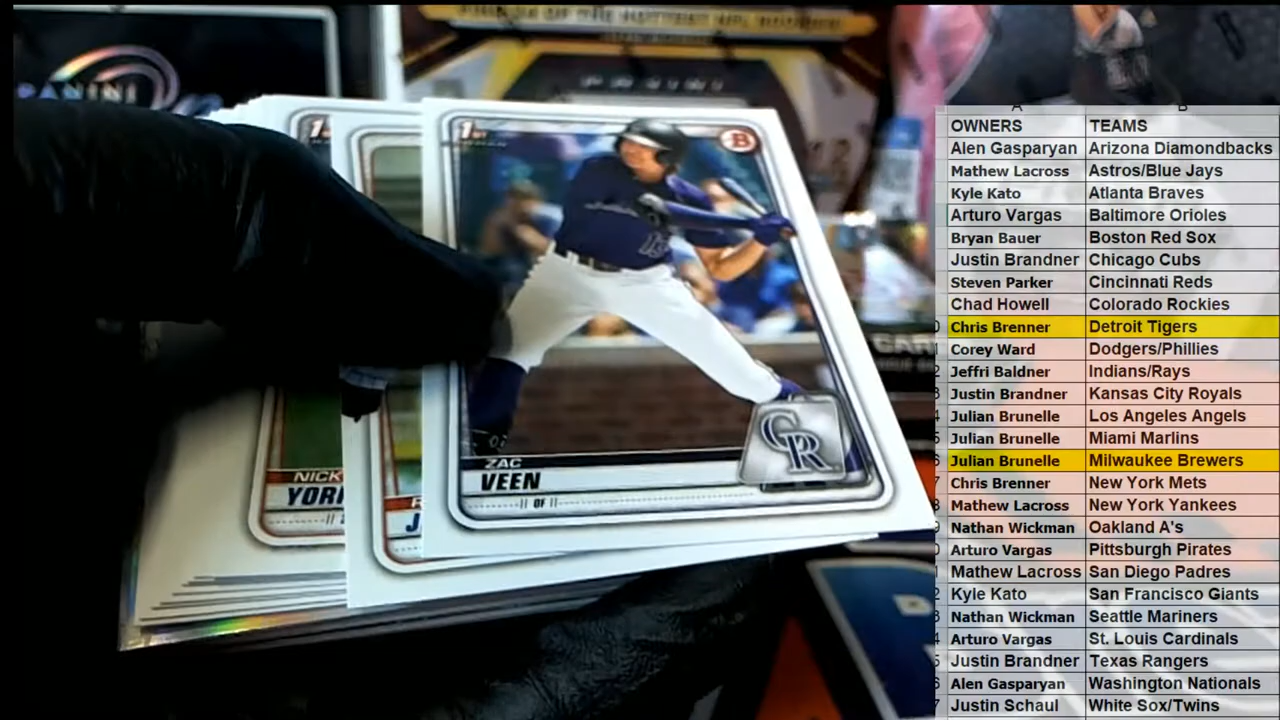 PANINI
PRIZM
1ST
BOWMAN
B
ZAC
VEEN
OF
CR
NICK
YOR
J
A B
OWNERS TEAMS
Alen Gasparyan Arizona Diamondbacks
Mathew Lacross Astros/Blue Jays
Kyle Kato Atlanta Braves
Arturo Vargas Baltimore Orioles
Bryan Bauer Boston Red Sox
Justin Brandner Chicago Cubs
Steven Parker Cincinnati Reds
Chad Howell Colorado Rockies
Chris Brenner Detroit Tigers
Corey Ward Dodgers/Phillies
Jeffri Baldner Indians/Rays
Justin Brandner Kansas City Royals
Julian Brunelle Los Angeles Angels
Julian Brunelle Miami Marlins
Julian Brunelle Milwaukee Brewers
Chris Brenner New York Mets
Mathew Lacross New York Yankees
Nathan Wickman Oakland A's
Arturo Vargas Pittsburgh Pirates
Mathew Lacross San Diego Padres
Kyle Kato San Francisco Giants
Nathan Wickman Seattle Mariners
Arturo Vargas St. Louis Cardinals
Justin Brandner Texas Rangers
Alen Gasparyan Washington Nationals
Justin Schaul White Sox/Twins